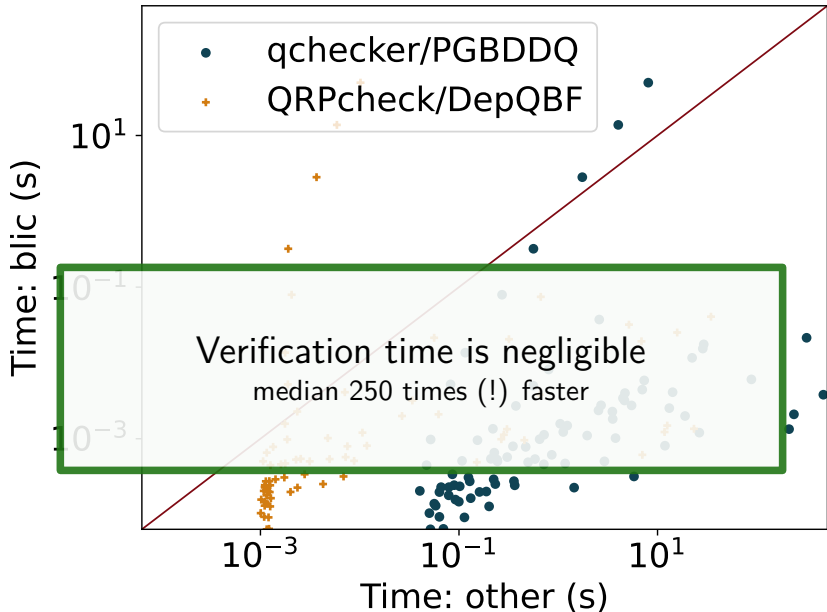 qchecker/PGBDDQ
QRPcheck/DepQBF
10^1
10^-1
10^-3
Time: blic (s)
Verification time is negligible
median 250 times (!) faster
10^-3
10^-1
10^1
Time: other (s)